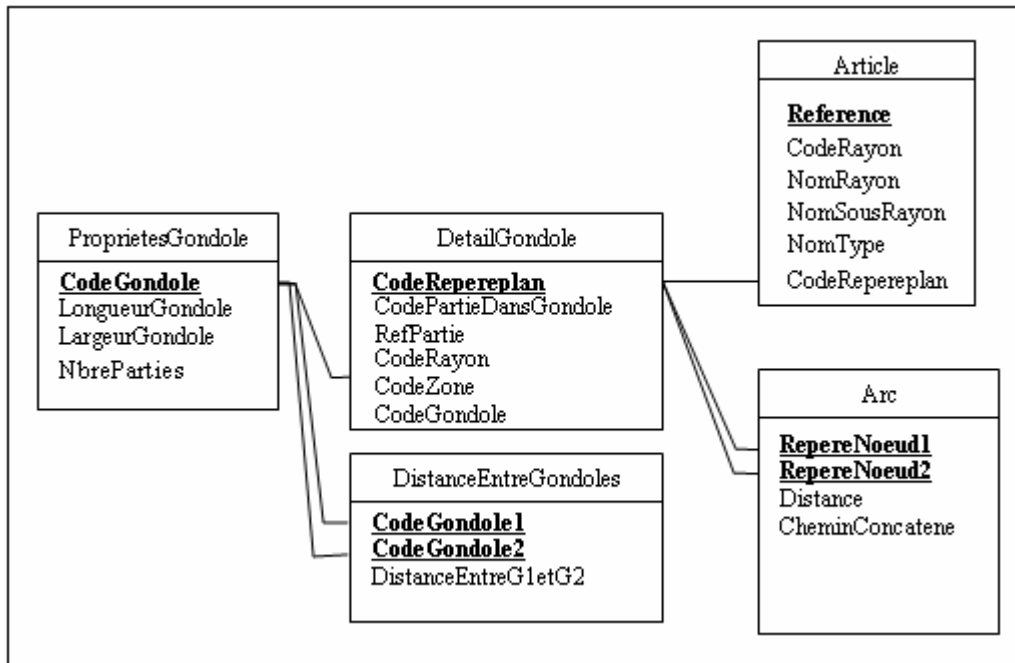 ProprietesGondole
CodeGondole
LongueurGondole
LargeurGondole
NbreParties
DetailGondole
CodeRepereplan
CodePartieDansGondole
RefPartie
CodeRayon
CodeZone
CodeGondole
DistanceEntreGondoles
CodeGondole1
CodeGondole2
DistanceEntreG1etG2
Article
Reference
CodeRayon
NomRayon
NomSousRayon
NomType
CodeRepereplan
Arc
RepereNoeud1
RepereNoeud2
Distance
CheminConcatene